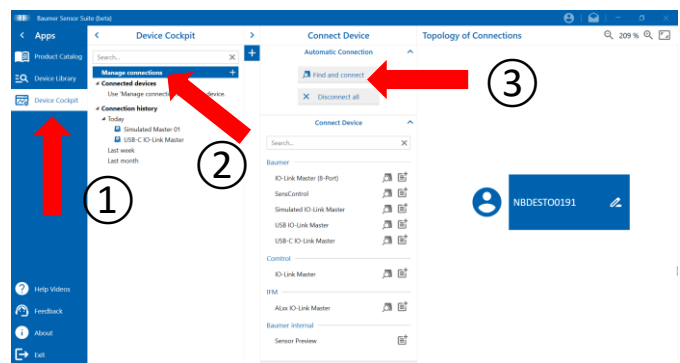 Baumer Sensor Suite (beta)
Apps
Product Catalog
Device Library
Device Cockpit
Help Videos
Feedback
About
Exit
Device Cockpit
Search...
Manage connections
Connected devices
Use 'Manage connections device.
Connection history
Today
Simulated Master 01
USB-C IO-Link Master
Last week
Last month
Connect Device
Automatic Connection
Find and connect
Disconnect all
Connect Device
Search...
Baumer
IO-Link Master (8-Port)
SensControl
Simulated IO-Link Master
USB IO-Link Master
USB-C IO-Link Master
Comtrol
IO-Link Master
IFM
ALxx IO-Link Master
Baumer internal
Sensor Preview
Topology of Connections
209 %
NBDESTO0191
1
2
3